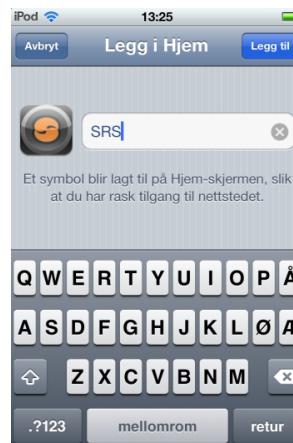 iPod 13:25
Avbryt Legg i Hjem Legg til
SRS
Et symbol blir lagt til på Hjem-skjermen, slik
at du har rask tilgang til nettstedet.
Q W E R T Y U I O P Å
A S D F G H J K L Ø Æ
Z X C V B N M
.?123 mellomrom retur